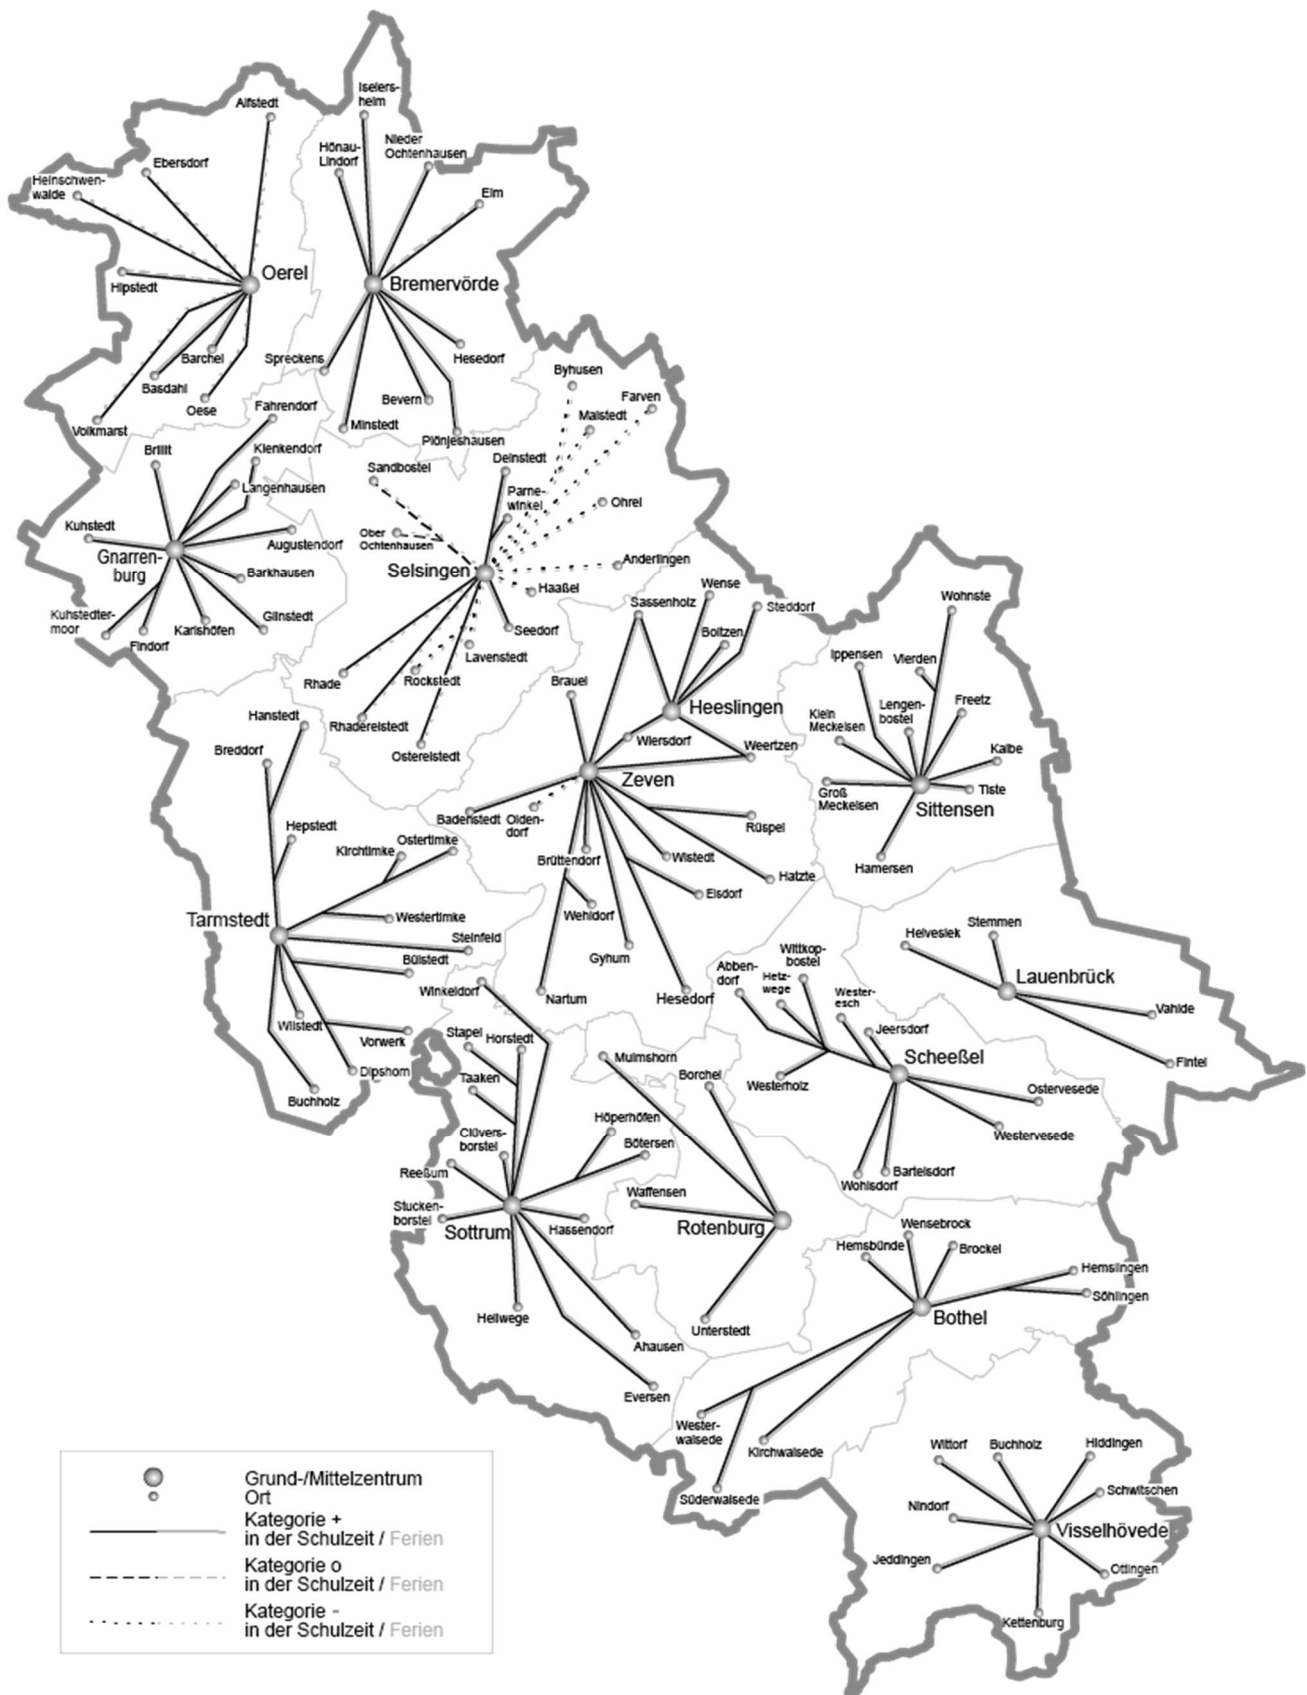 Iselers-
heim
Alfstedt
Hönau-
Lindorf
Nieder
Ochtenhausen
Ebersdorf
Heinschwen-
walde
Elm
Oerel
Bremervörde
Hipstedt
Barchel
Spreckens
Hesedorf
Basdahl
Oese
Bevern
Volkmarst
Minstedt
Plönjeshausen
Byhusen
Farven
Malstedt
Fahrendorf
Brillit
Klenkendorf
Langenhausen
Sandbostel
Deinstedt
Parne-
winkel
Ohrel
Kuhstedt
Augustendorf
Ober
Ochtenhausen
Gnarren-
burg
Barkhausen
Selsingen
Anderlingen
Haaßel
Kuhstedter-
moor
Findorf
Karlshöfen
Glinstedt
Seedorf
Lavenstedt
Rhade
Rockstedt
Rhadereistedt
Ostereistedt
Sassenholz
Wense
Steddorf
Boitzen
Brauel
Heeslingen
Wiersdorf
Weertzen
Zeven
Badenstedt
Olden-
dorf
Rüspel
Brüttendorf
Wistedt
Hatzte
Elsdorf
Wehldorf
Gyhum
Nartum
Hesedorf
Wohnste
Ippensen
Vierden
Klein
Meckelsen
Lengen-
bostel
Freetz
Kalbe
Groß
Meckelsen
Tiste
Sittensen
Hamersen
Hanstedt
Breddorf
Hepstedt
Kirchtimke
Ostertimke
Tarmstedt
Westertimke
Steinfeld
Bülstedt
Wilstedt
Vorwerk
Dipshorn
Buchholz
Winkeldorf
Stapel
Horstedt
Taaken
Clüvers-
borstel
Höperhöfen
Bötersen
Reeßum
Stucken-
borstel
Sottrum
Hassendorf
Hellwege
Ahausen
Eversen
Mulmshorn
Borchel
Waffensen
Rotenburg
Unterstedt
Abben-
dorf
Hetz-
wege
Wittkop-
bostel
Wester-
esch
Jeersdorf
Scheeßel
Westerholz
Ostervesede
Westervesede
Wohlsdorf
Bartelsdorf
Helvesiek
Stemmen
Lauenbrück
Vahlde
Fintel
Wensebrock
Hemsbünde
Brockel
Hemslingen
Söhlingen
Bothel
Wester-
walsede
Kirchwalsede
Süderwalsede
Wittorf
Buchholz
Hiddingen
Schwitschen
Nindorf
Visselhövede
Jeddingen
Ottingen
Kettenburg
Grund-/Mittelzentrum
Ort
Kategorie +
in der Schulzeit / Ferien
Kategorie o
in der Schulzeit / Ferien
Kategorie -
in der Schulzeit / Ferien